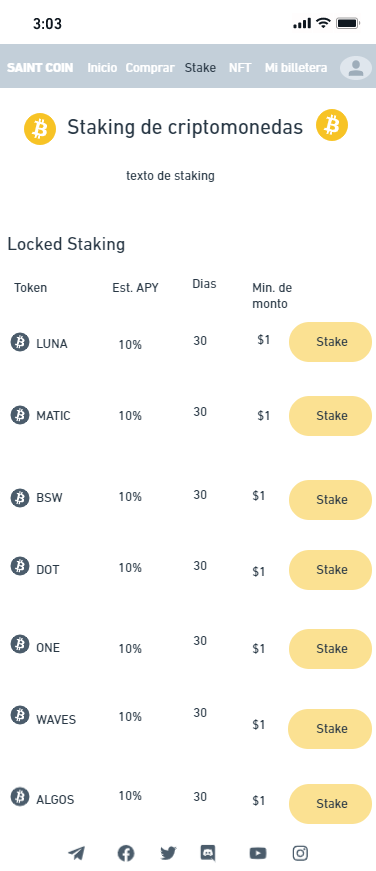 3:03
SAINT COIN Inicio Comprar Stake NFT Mi billetera
Staking de criptomonedas
texto de staking
Locked Staking
Token Est. APY Dias Min. de monto
LUNA 10% 30 $1 Stake
MATIC 10% 30 $1 Stake
BSW 10% 30 $1 Stake
DOT 10% 30 $1 Stake
ONE 10% 30 $1 Stake
WAVES 10% 30 $1 Stake
ALGOS 10% 30 $1 Stake